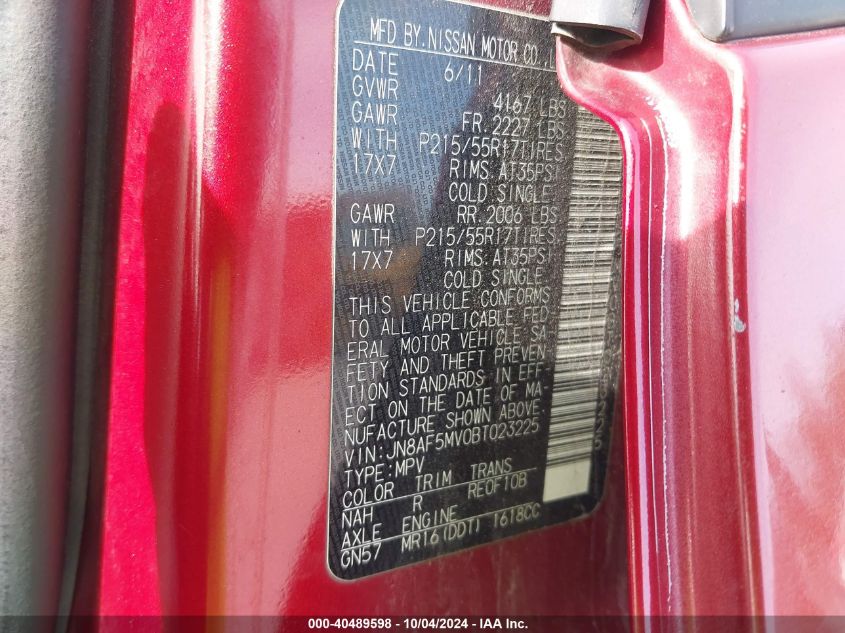 MFD BY. NISSAN MOTOR CO.,
DATE 6/11
GVWR 4167 LBS
GAWR FR. 2227 LBS
WITH P215/55R17TIRES
17X7 RIMS: AT35PSI
COLD SINGLE
GAWR RR. 2006 LBS
WITH P215/55R17TIRES
17X7 RIMS: AT35PSI
COLD SINGLE
THIS VEHICLE CONFORMS
TO ALL APPLICABLE FED
ERAL MOTOR VEHICLE SA
FETY AND THEFT PREVEN
TION STANDARDS IN EFF
ECT ON THE DATE OF MA-
NUFACTURE SHOWN ABOVE.
VIN:JN8AF5MV0BT023225
TYPE:MPV
COLOR TRIM TRANS
NAH R RE0F10B
AXLE ENGINE
GN57 MR16(DDT) 1618CC
000-40489598 - 10/04/2024 - IAA Inc.